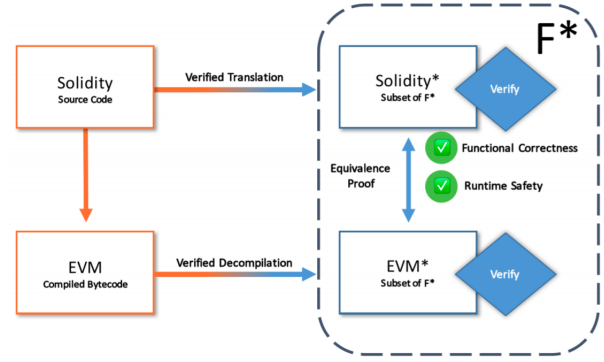 F*
Solidity
Source Code
Verified Translation
Solidity*
Subset of F*
Verify
Equivalence
Proof
Functional Correctness
Runtime Safety
EVM
Compiled Bytecode
Verified Decompilation
EVM*
Subset of F*
Verify